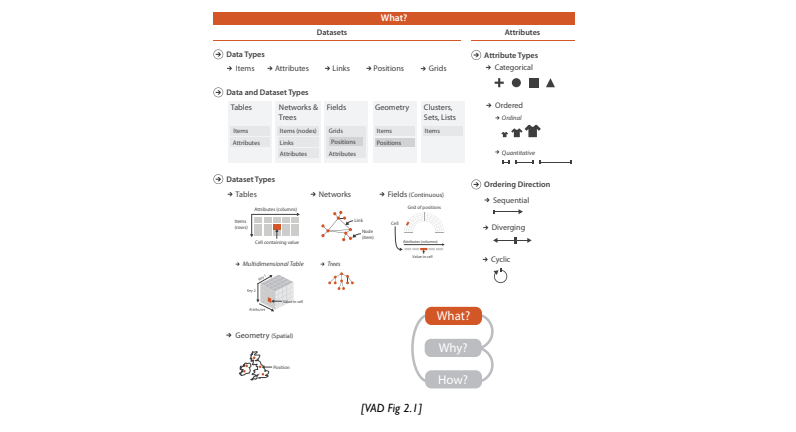 What?
Datasets
Attributes
Data Types
Items
Attributes
Links
Positions
Grids
Data and Dataset Types
Tables
Items
Attributes
Networks &
Trees
Items (nodes)
Links
Attributes
Fields
Grids
Positions
Attributes
Geometry
Items
Positions
Clusters,
Sets, Lists
Items
Dataset Types
Tables
Attributes (columns)
Items
(rows)
Cell containing value
Networks
Link
Node
(item)
Fields (Continuous)
Grid of positions
Cell
Attributes (columns)
Value in cell
Multidimensional Table
Key 1
Key 2
Value in cell
Attributes
Trees
Geometry (Spatial)
Position
Attribute Types
Categorical
Ordered
Ordinal
Quantitative
Ordering Direction
Sequential
Diverging
Cyclic
What?
Why?
How?
[VAD Fig 2.1]